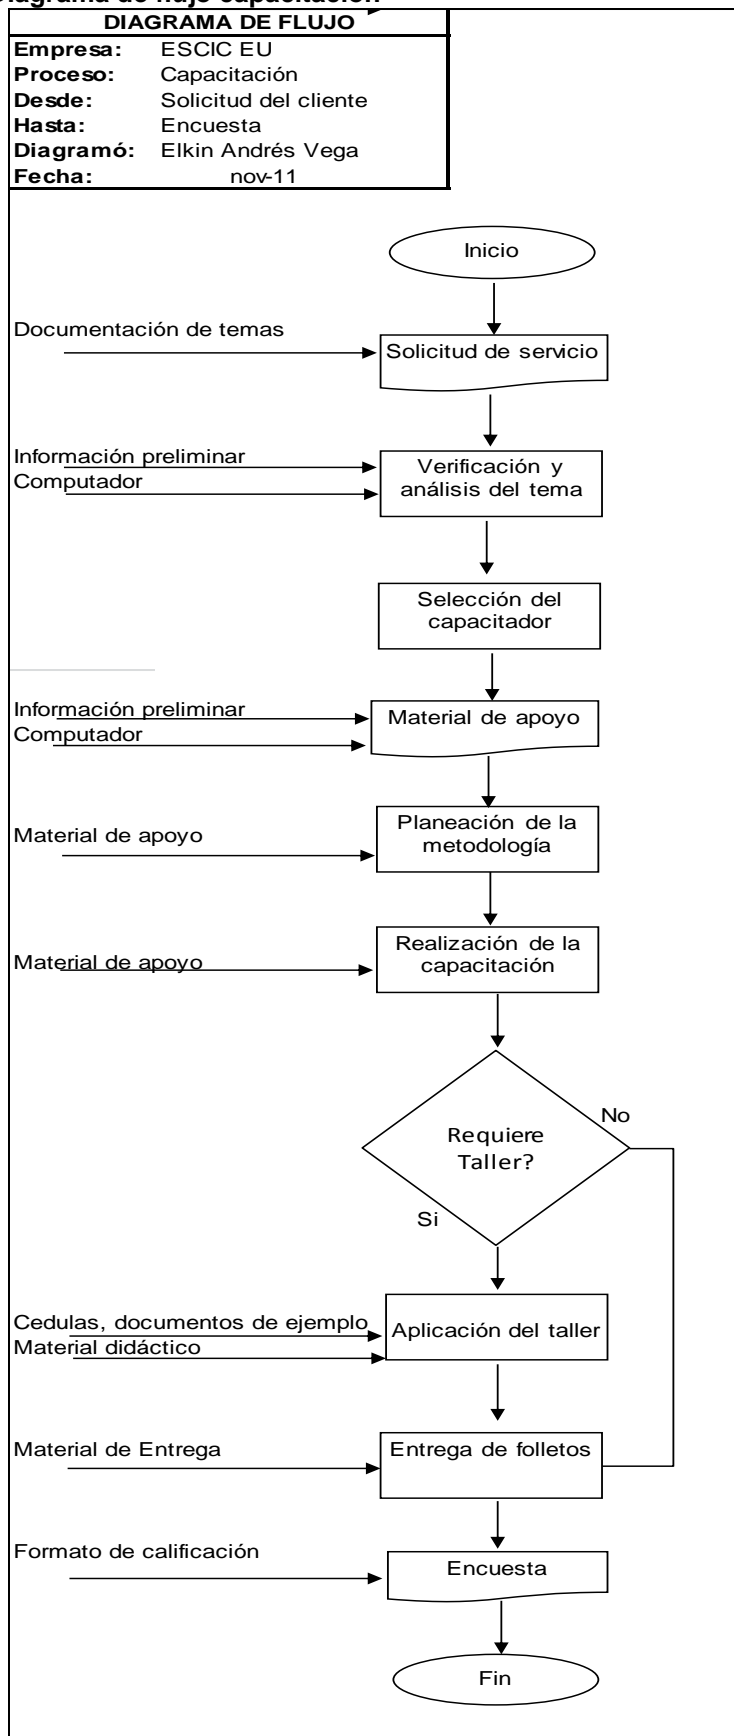 Diagrama de flujo capacitación
DIAGRAMA DE FLUJO
Empresa: ESCIC EU
Proceso: Capacitación
Desde: Solicitud del cliente
Hasta: Encuesta
Diagramó: Elkin Andrés Vega
Fecha: nov-11
Inicio
Documentación de temas
Solicitud de servicio
Información preliminar
Computador
Verificación y
análisis del tema
Selección del
capacitador
Información preliminar
Computador
Material de apoyo
Material de apoyo
Planeación de la
metodología
Material de apoyo
Realización de la
capacitación
Requiere
Taller?
No
Si
Cedulas, documentos de ejemplo
Material didáctico
Aplicación del taller
Material de Entrega
Entrega de folletos
Formato de calificación
Encuesta
Fin